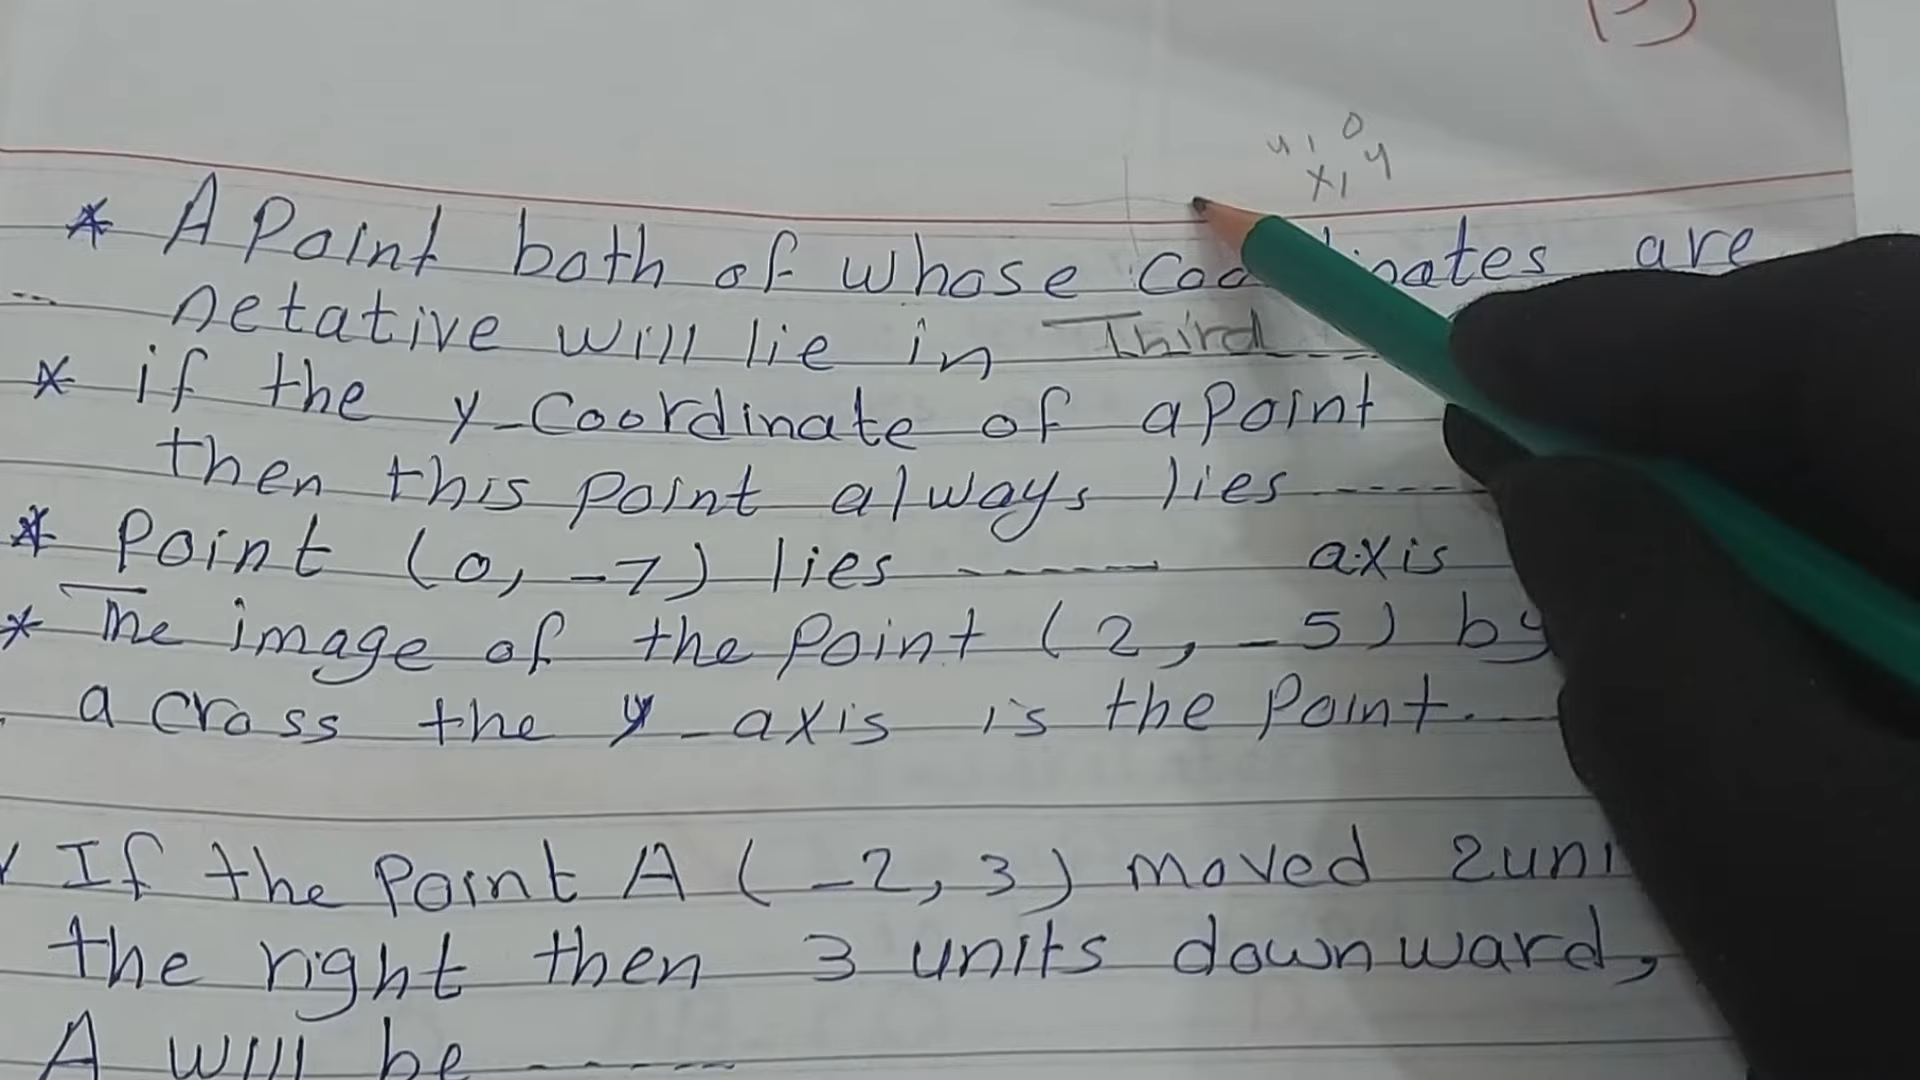 * A Point both of whose Coo inates are
netative will lie in Third
* if the y-Coordinate of a Point
then this Point always lies ------
* Point (0, -7) lies ------ axis
* The image of the Point (2, -5) by
a cross the y-axis is the Point.---
If the Point A (-2, 3) moved 2uni
the right then 3 units downward,
A will be ------